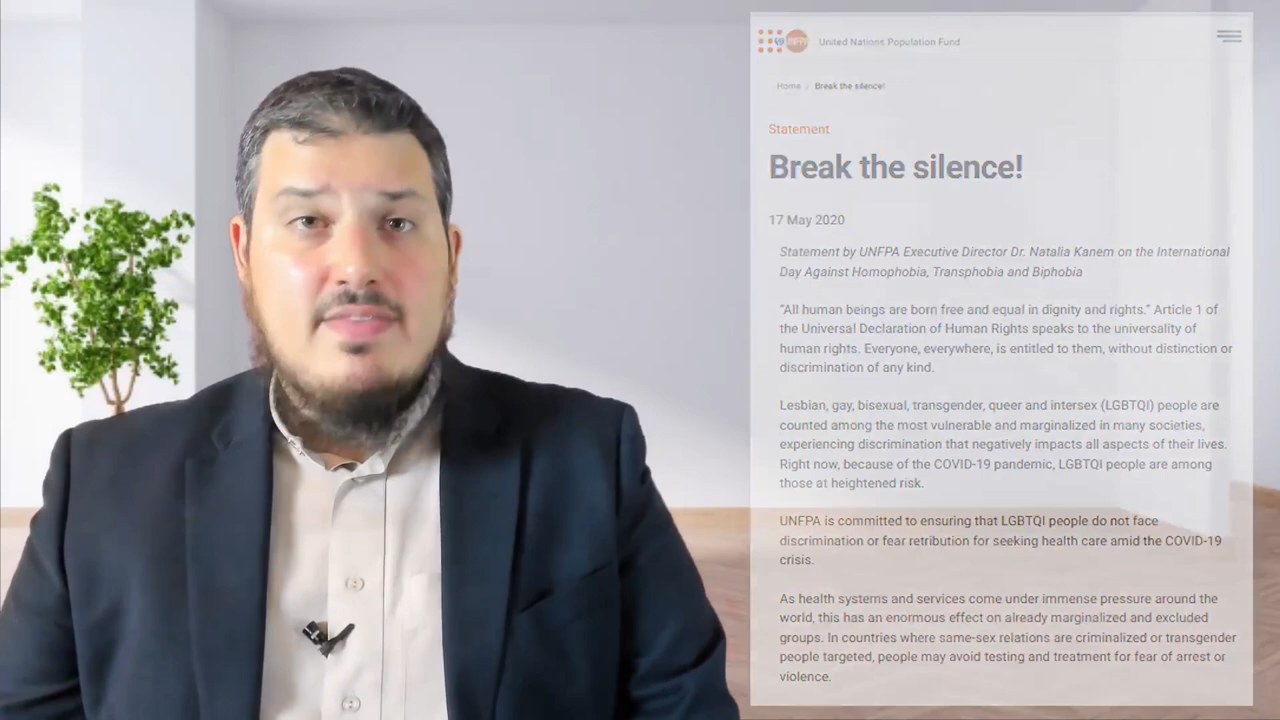 UNFPA
United Nations Population Fund
Home / Break the silence!
Statement
Break the silence!
17 May 2020
Statement by UNFPA Executive Director Dr. Natalia Kanem on the International
Day Against Homophobia, Transphobia and Biphobia
“All human beings are born free and equal in dignity and rights.” Article 1 of
the Universal Declaration of Human Rights speaks to the universality of
human rights. Everyone, everywhere, is entitled to them, without distinction or
discrimination of any kind.
Lesbian, gay, bisexual, transgender, queer and intersex (LGBTQI) people are
counted among the most vulnerable and marginalized in many societies,
experiencing discrimination that negatively impacts all aspects of their lives.
Right now, because of the COVID-19 pandemic, LGBTQI people are among
those at heightened risk.
UNFPA is committed to ensuring that LGBTQI people do not face
discrimination or fear retribution for seeking health care amid the COVID-19
crisis.
As health systems and services come under immense pressure around the
world, this has an enormous effect on already marginalized and excluded
groups. In countries where same-sex relations are criminalized or transgender
people targeted, people may avoid testing and treatment for fear of arrest or
violence.